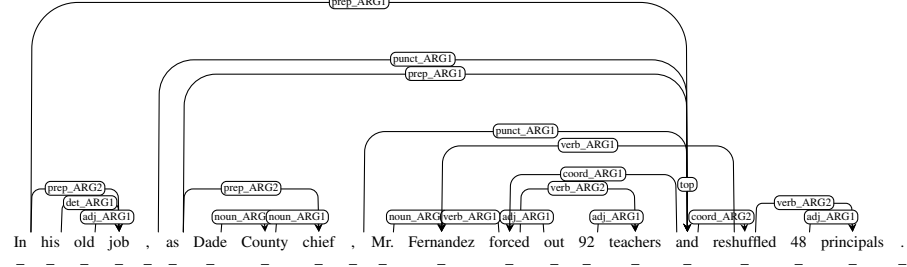 prep_ARG1
punct_ARG1
prep_ARG1
punct_ARG1
verb_ARG1
coord_ARG1
top
prep_ARG2 prep_ARG2 verb_ARG2
det_ARG1 verb_ARG2
adj_ARG1 noun_ARG noun_ARG1 noun_ARG verb_ARG1 adj_ARG1 adj_ARG1 coord_ARG2 adj_ARG1
In his old job , as Dade County chief , Mr. Fernandez forced out 92 teachers and reshuffled 48 principals .
_ _ _ _ _ _ _ _ _ _ _ _ _ _ _ _ _ _ _ _ _